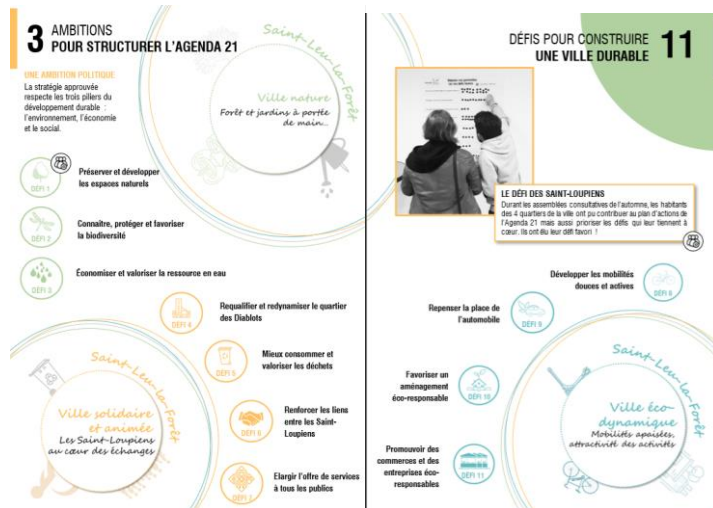 3 AMBITIONS
POUR STRUCTURER L'AGENDA 21
UNE AMBITION POLITIQUE
La stratégie approuvée
respecte les trois piliers du
développement durable :
l'environnement, l'économie
et le social.
Saint-Leu-la-Forêt
Ville nature
Forêt et jardins à portée
de main...
DÉFI 1
Préserver et développer
les espaces naturels
DÉFI 2
Connaître, protéger et favoriser
la biodiversité
DÉFI 3
Économiser et valoriser la ressource en eau
DÉFI 4
Requalifier et redynamiser le quartier
des Diablots
DÉFI 5
Mieux consommer et
valoriser les déchets
DÉFI 6
Renforcer les liens
entre les Saint-
Loupiens
DÉFI 7
Elargir l'offre de services
à tous les publics
Saint-Leu-la-Forêt
Ville solidaire
et animée
Les Saint-Loupiens
au cœur des échanges
DÉFIS POUR CONSTRUIRE
UNE VILLE DURABLE 11
LE DÉFI DES SAINT-LOUPIENS
Durant les assemblées consultatives de l'automne, les habitants
des 4 quartiers de la ville ont pu contribuer au plan d'actions de
l'Agenda 21 mais aussi prioriser les défis qui leur tiennent à
cœur. Ils ont élu leur défi favori !
Développer les mobilités
douces et actives
DÉFI 8
Repenser la place de
l'automobile
DÉFI 9
Favoriser un
aménagement
éco-responsable
DÉFI 10
Promouvoir des
commerces et des
entreprises éco-
responsables
DÉFI 11
Saint-Leu-la-Forêt
Ville éco-
dynamique
Mobilités apaisées,
attractivité des activités